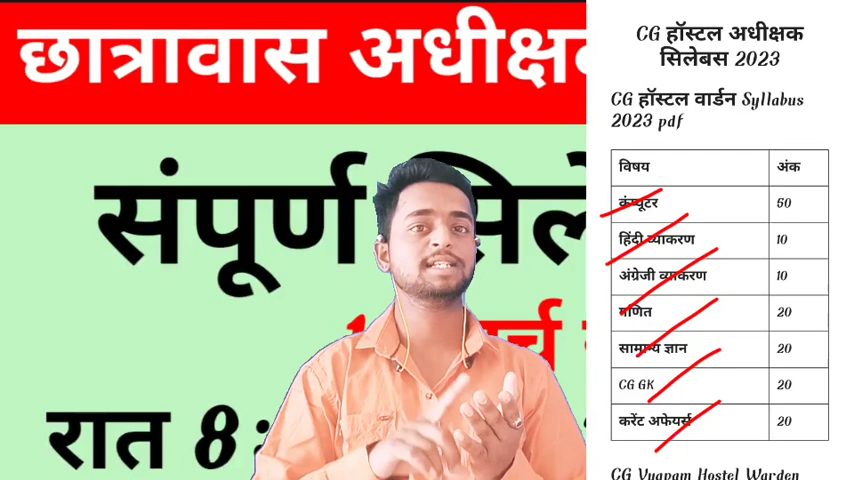 छात्रावास
संपूर्ण
रात 8:
CG हॉस्टल अधीक्षक
सिलेबस 2023
CG हॉस्टल वार्डन Syllabus
2023 pdf
विषय अंक
कंप्यूटर 50
हिंदी व्याकरण 10
अंग्रेजी व्याकरण 10
गणित 20
सामान्य ज्ञान 20
CG GK 20
करेंट अफेयर्स 20
CG Vyapam Hostel Warden